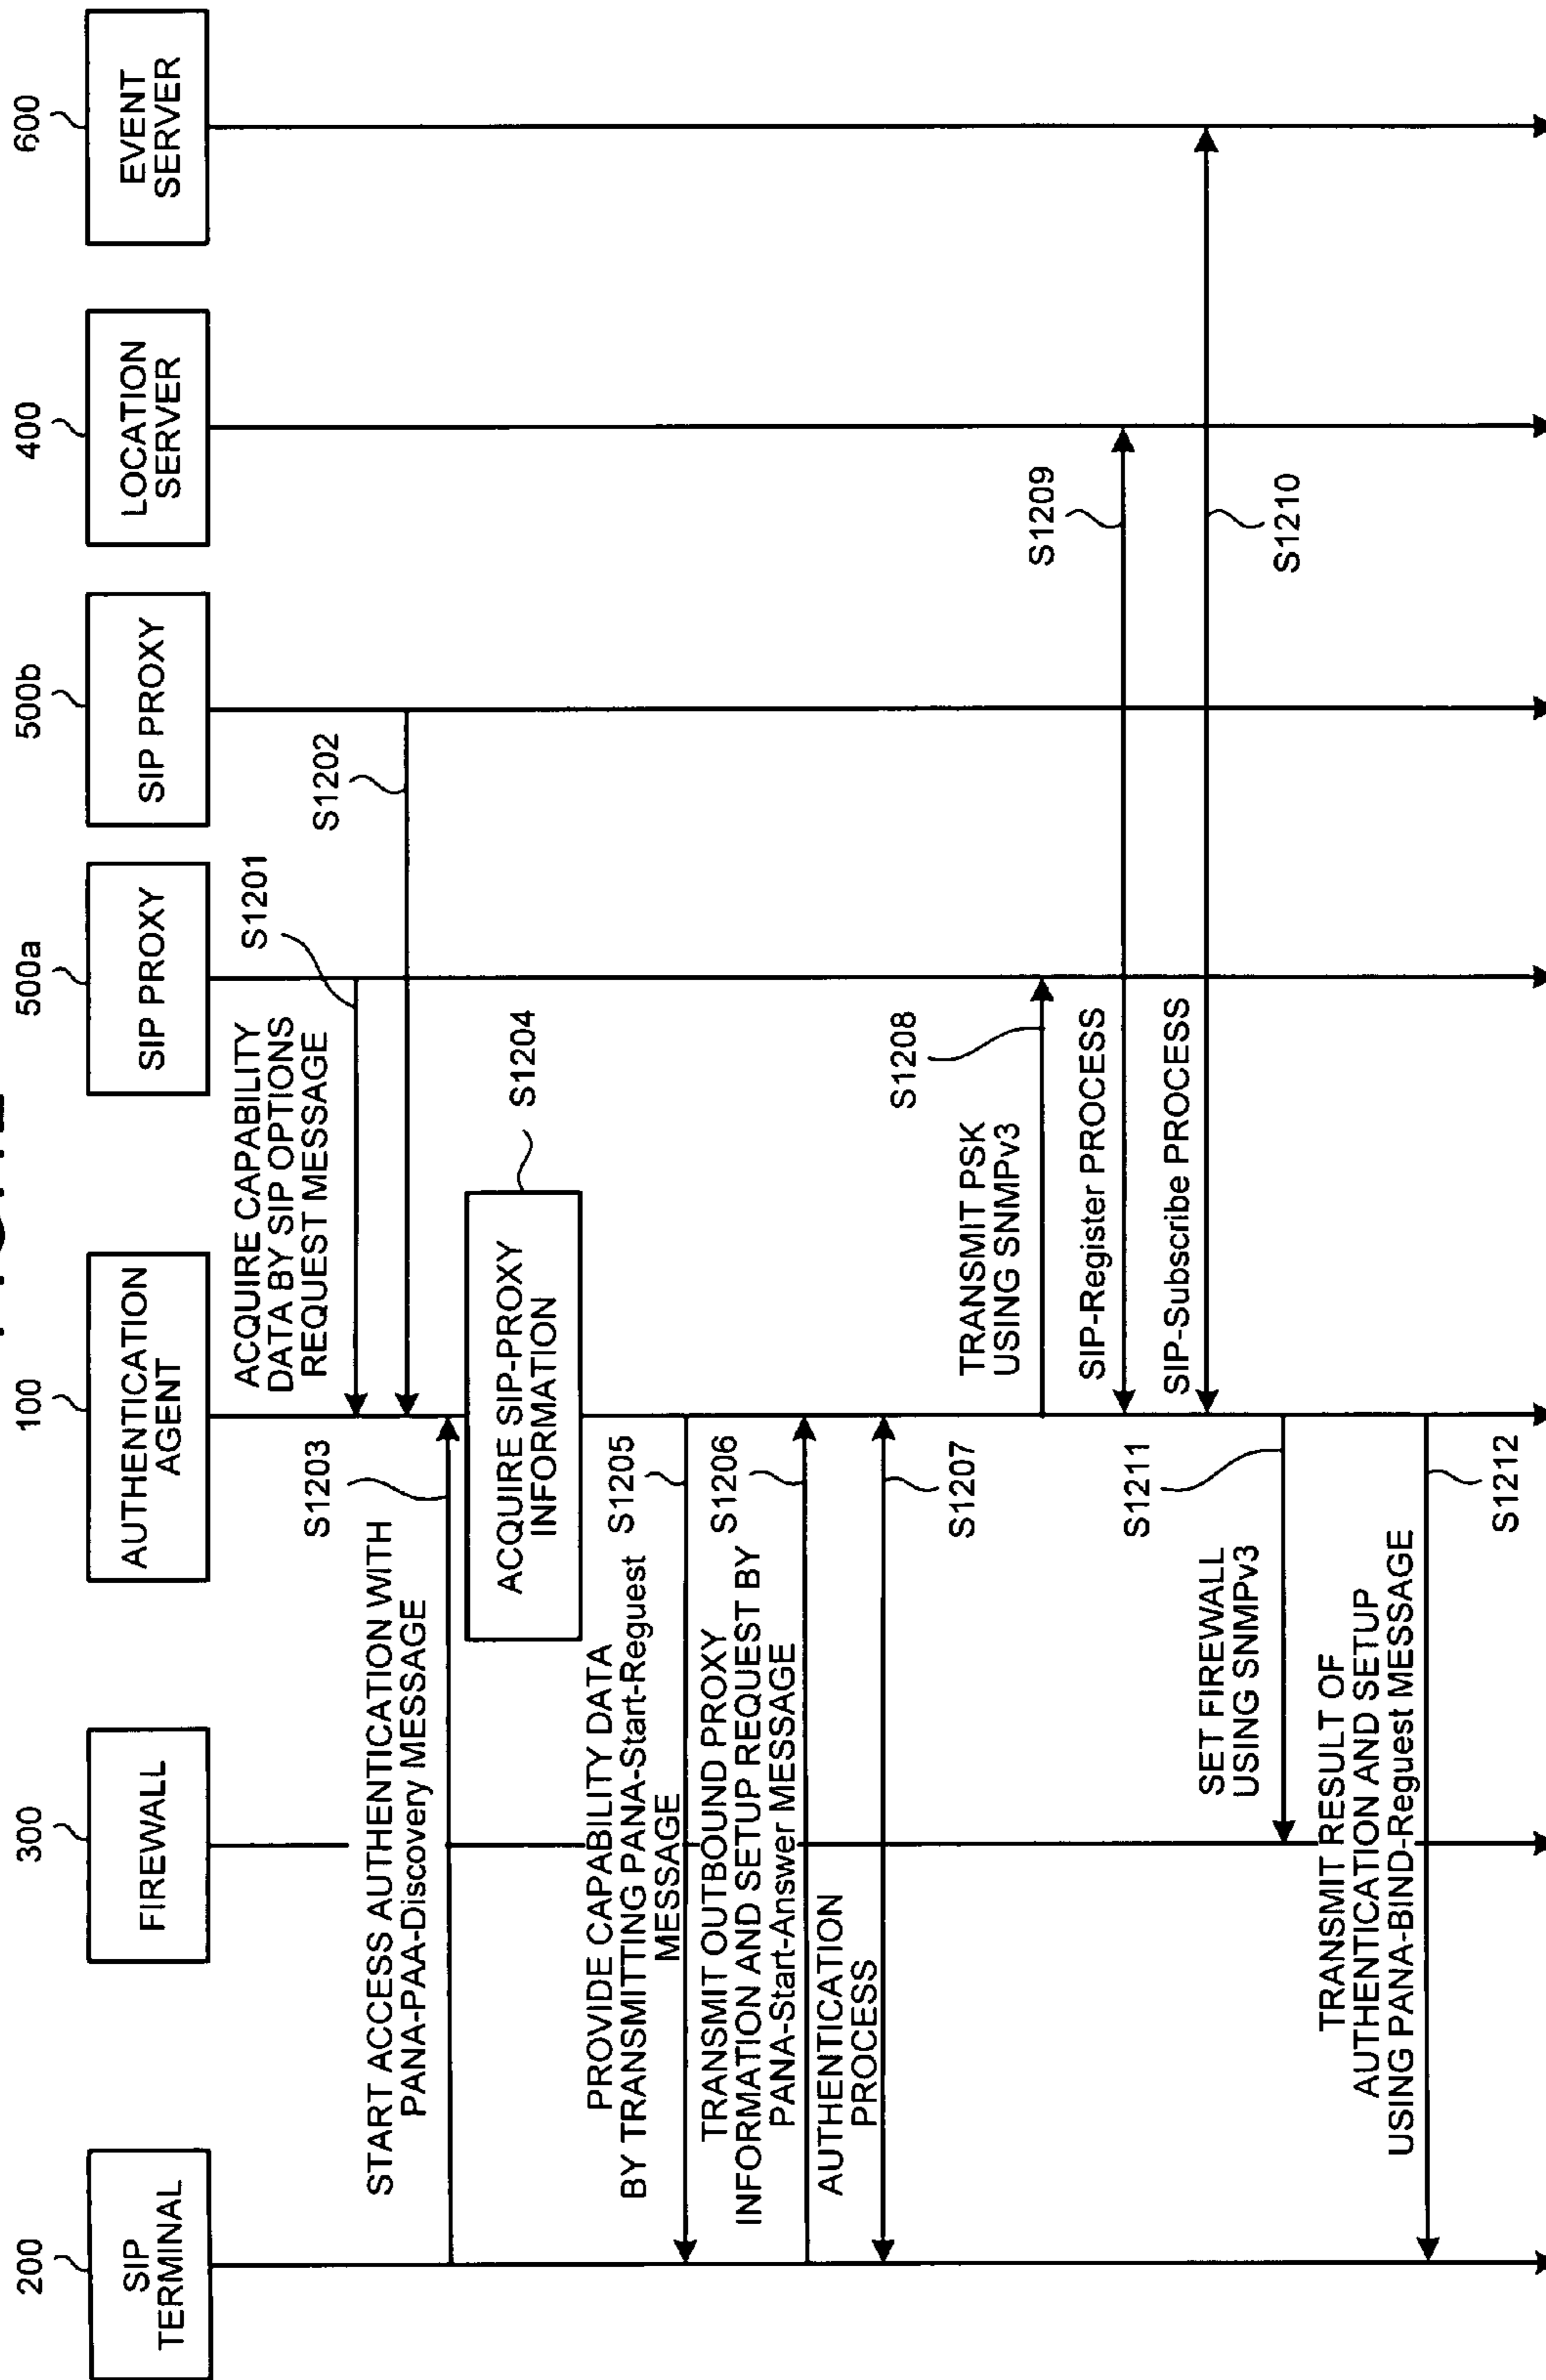 200
SIP
TERMINAL
300
FIREWALL
100
AUTHENTICATION
AGENT
500a
SIP PROXY
500b
SIP PROXY
400
LOCATION
SERVER
600
EVENT
SERVER
ACQUIRE CAPABILITY
DATA BY SIP OPTIONS
REQUEST MESSAGE
S1201
S1202
START ACCESS AUTHENTICATION WITH
PANA-PAA-Discovery MESSAGE
S1203
ACQUIRE SIP-PROXY
INFORMATION
S1204
PROVIDE CAPABILITY DATA
BY TRANSMITTING PANA-Start-Reguest
MESSAGE
S1205
TRANSMIT OUTBOUND PROXY
INFORMATION AND SETUP REQUEST BY
PANA-Start-Answer MESSAGE
S1206
AUTHENTICATION
PROCESS
S1207
TRANSMIT PSK
USING SNMPv3
S1208
SIP-Register PROCESS
S1209
SIP-Subscribe PROCESS
S1210
SET FIREWALL
USING SNMPv3
S1211
TRANSMIT RESULT OF
AUTHENTICATION AND SETUP
USING PANA-BIND-Reguest MESSAGE
S1212